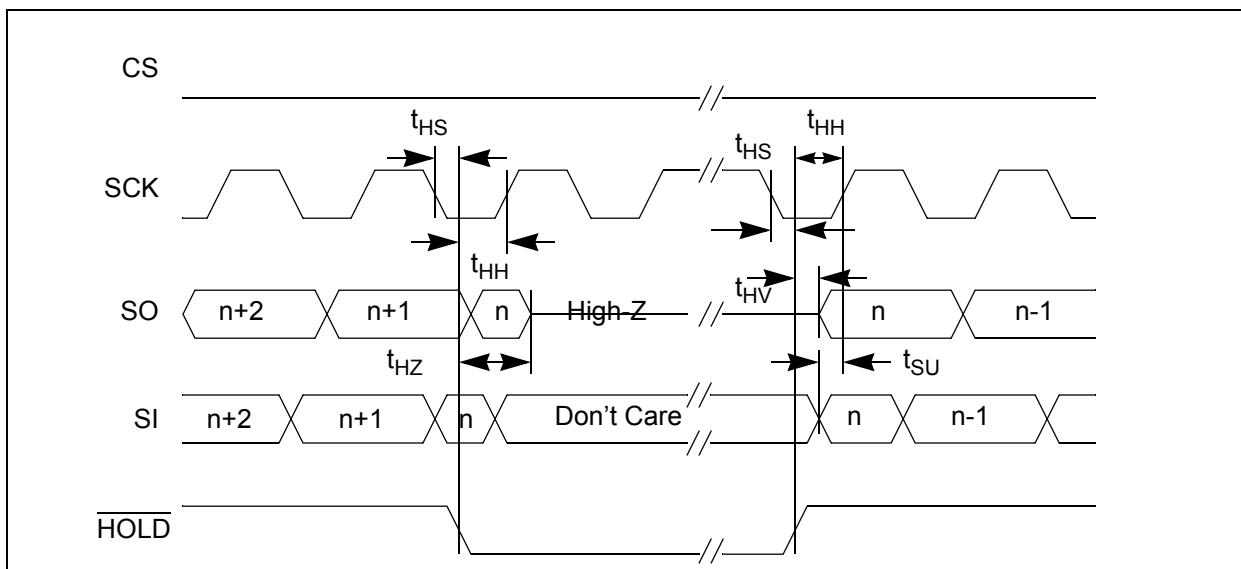 CS
tHS
tHH
tHS
SCK
tHH
tHV
SO
n+2
n+1
n
High-Z
n
n-1
tHZ
tSU
SI
n+2
n+1
n
Don't Care
n
n-1
HOLD